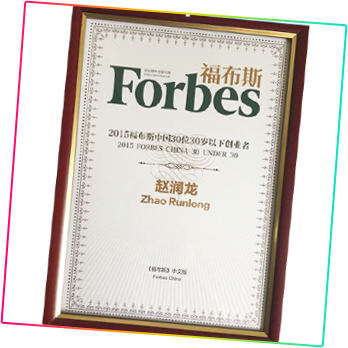 福布斯
Forbes
2015福布斯中国30位30岁以下创业者
2015 FORBES CHINA 30 UNDER 30
赵润龙
Zhao Runlong
《福布斯》中文版
Forbes China